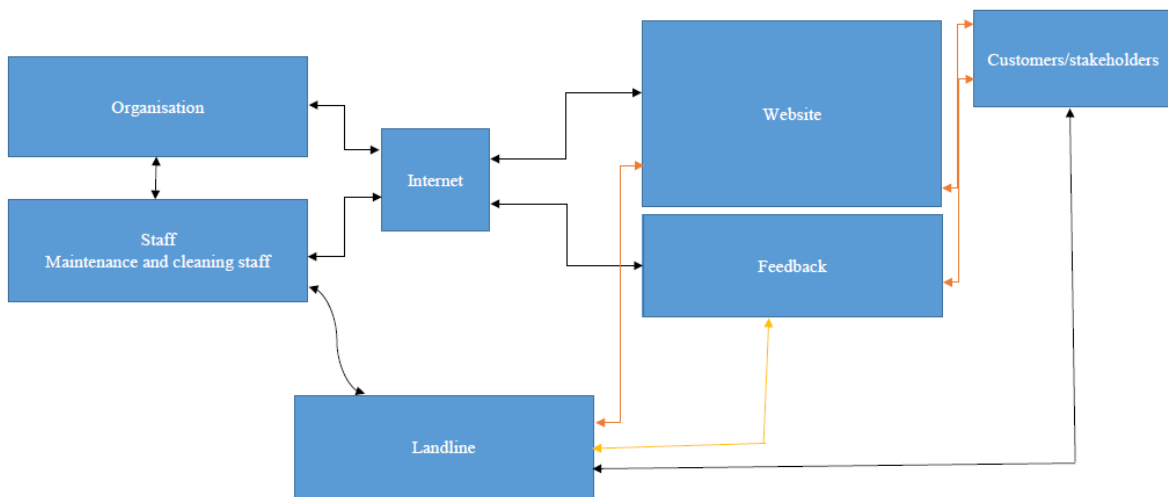 Organisation
Staff
Maintenance and cleaning staff
Internet
Website
Feedback
Customers/stakeholders
Landline